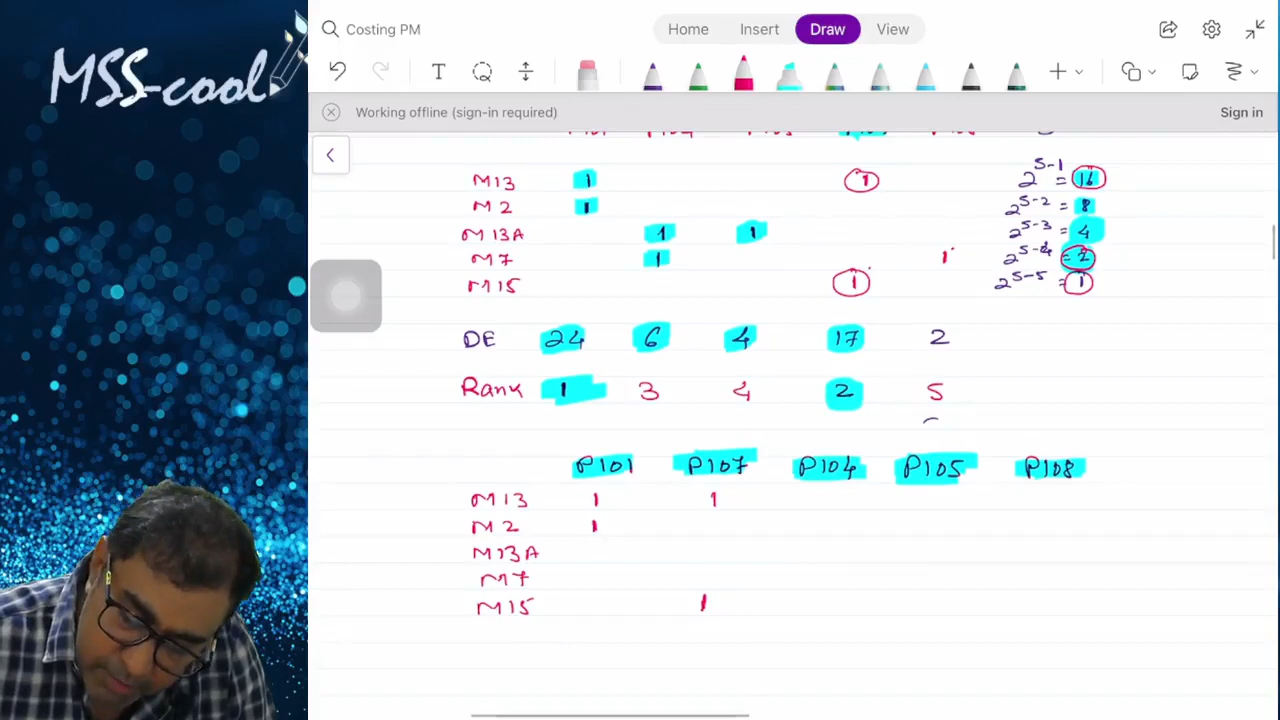 MSS-cool
Costing PM
Home Insert Draw View
Working offline (sign-in required)
Sign in
M13 1 1 2^5-1 = 16
M2 1 2^5-2 = 8
M13A 1 1 2^5-3 = 4
M7 1 1 2^5-4 = 2
M15 1 2^5-5 = 1
DE 24 6 4 17 2
Rank 1 3 4 2 5
P101 P107 P104 P105 P108
M13 1 1
M2 1
M13A
M7
M15 1